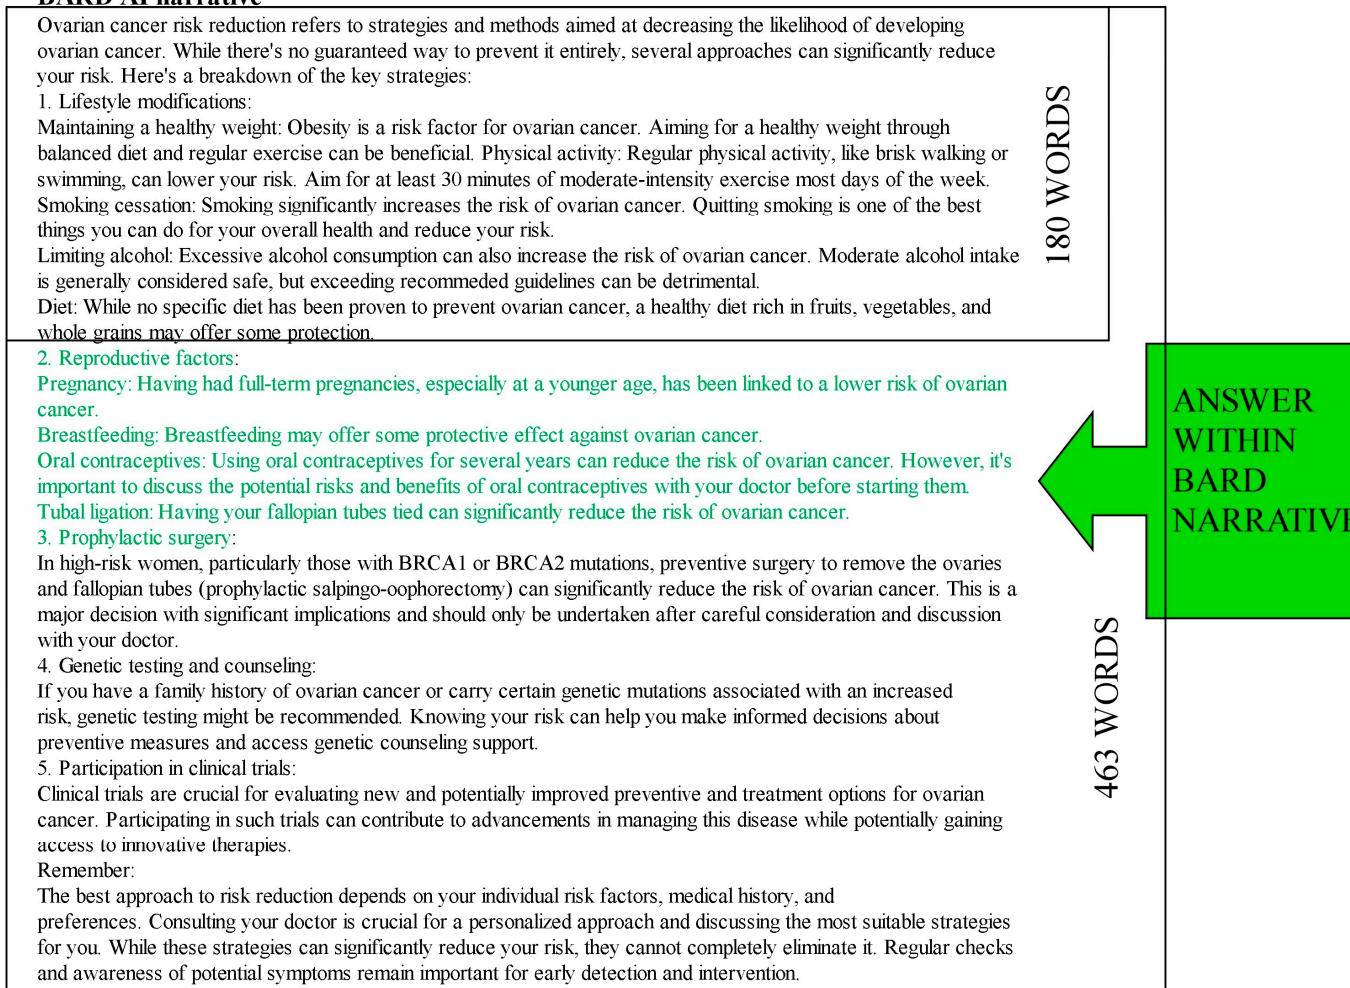 BARD AI narrative
Ovarian cancer risk reduction refers to strategies and methods aimed at decreasing the likelihood of developing
ovarian cancer. While there's no guaranteed way to prevent it entirely, several approaches can significantly reduce
your risk. Here's a breakdown of the key strategies:
1. Lifestyle modifications:
Maintaining a healthy weight: Obesity is a risk factor for ovarian cancer. Aiming for a healthy weight through
balanced diet and regular exercise can be beneficial. Physical activity: Regular physical activity, like brisk walking or
swimming, can lower your risk. Aim for at least 30 minutes of moderate-intensity exercise most days of the week.
Smoking cessation: Smoking significantly increases the risk of ovarian cancer. Quitting smoking is one of the best
things you can do for your overall health and reduce your risk.
Limiting alcohol: Excessive alcohol consumption can also increase the risk of ovarian cancer. Moderate alcohol intake
is generally considered safe, but exceeding recommeded guidelines can be detrimental.
Diet: While no specific diet has been proven to prevent ovarian cancer, a healthy diet rich in fruits, vegetables, and
whole grains may offer some protection.
180 WORDS
2. Reproductive factors:
Pregnancy: Having had full-term pregnancies, especially at a younger age, has been linked to a lower risk of ovarian
cancer.
Breastfeeding: Breastfeeding may offer some protective effect against ovarian cancer.
Oral contraceptives: Using oral contraceptives for several years can reduce the risk of ovarian cancer. However, it's
important to discuss the potential risks and benefits of oral contraceptives with your doctor before starting them.
Tubal ligation: Having your fallopian tubes tied can significantly reduce the risk of ovarian cancer.
3. Prophylactic surgery:
In high-risk women, particularly those with BRCA1 or BRCA2 mutations, preventive surgery to remove the ovaries
and fallopian tubes (prophylactic salpingo-oophorectomy) can significantly reduce the risk of ovarian cancer. This is a
major decision with significant implications and should only be undertaken after careful consideration and discussion
with your doctor.
4. Genetic testing and counseling:
If you have a family history of ovarian cancer or carry certain genetic mutations associated with an increased
risk, genetic testing might be recommended. Knowing your risk can help you make informed decisions about
preventive measures and access genetic counseling support.
5. Participation in clinical trials:
Clinical trials are crucial for evaluating new and potentially improved preventive and treatment options for ovarian
cancer. Participating in such trials can contribute to advancements in managing this disease while potentially gaining
access to innovative therapies.
Remember:
The best approach to risk reduction depends on your individual risk factors, medical history, and
preferences. Consulting your doctor is crucial for a personalized approach and discussing the most suitable strategies
for you. While these strategies can significantly reduce your risk, they cannot completely eliminate it. Regular checks
and awareness of potential symptoms remain important for early detection and intervention.
463 WORDS
ANSWER
WITHIN
BARD
NARRATIVE